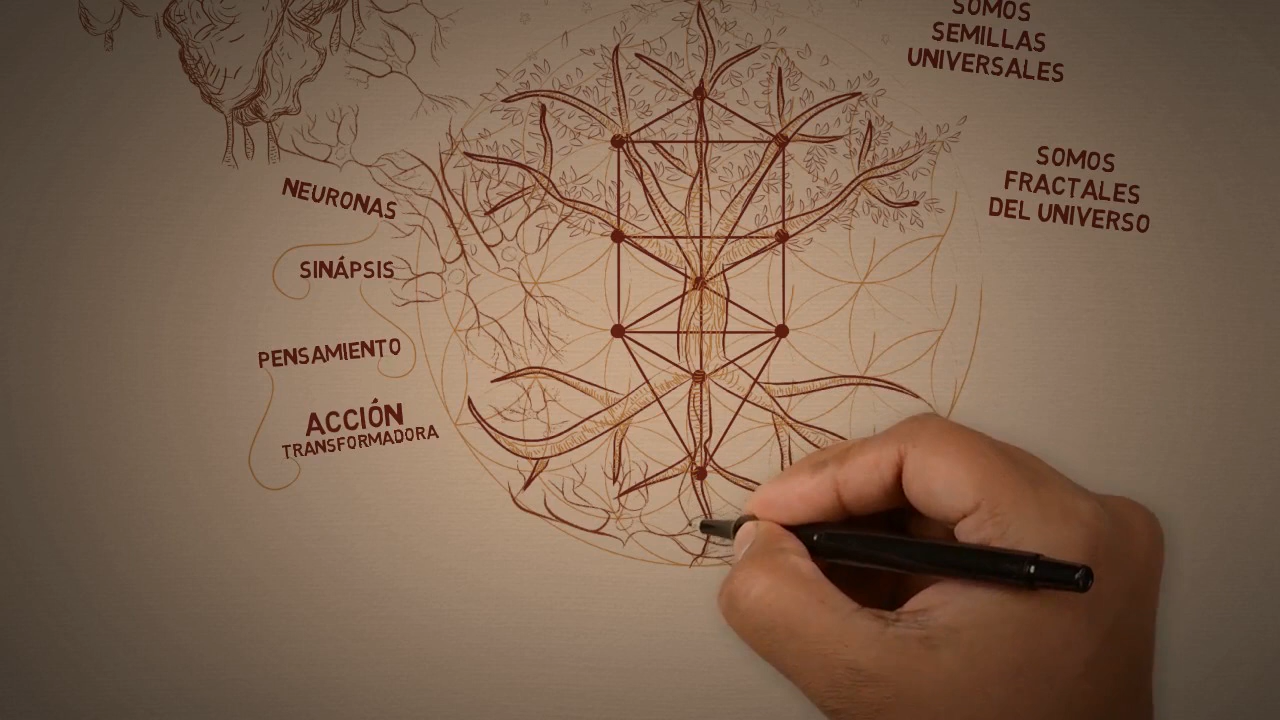 SOMOS
SEMILLAS
UNIVERSALES
SOMOS
FRACTALES
DEL UNIVERSO
NEURONAS
SINÁPSIS
PENSAMIENTO
ACCIÓN
TRANSFORMADORA